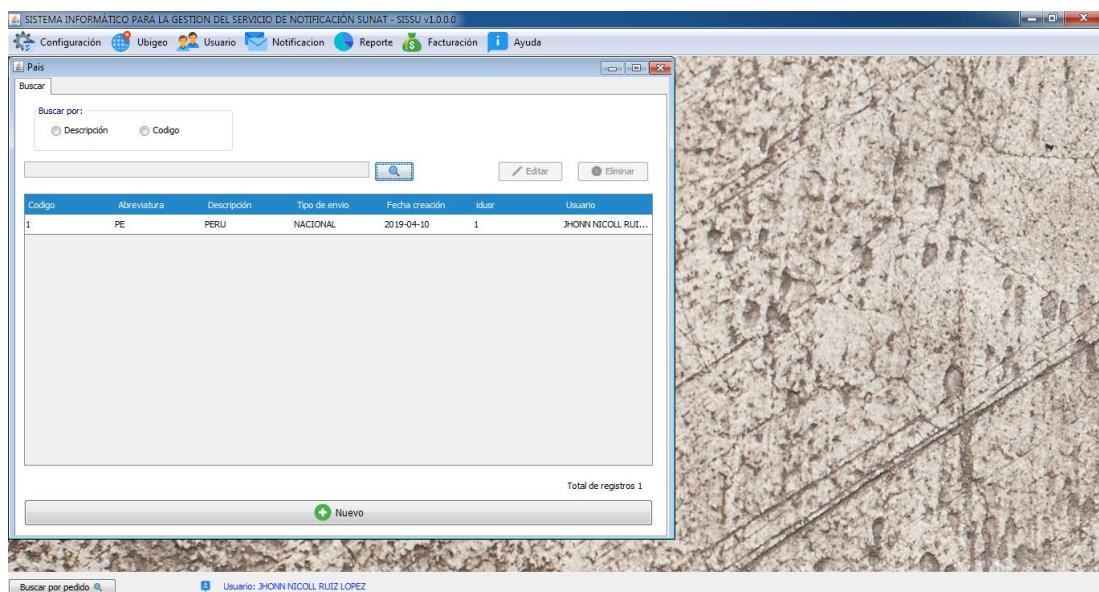 SISTEMA INFORMÁTICO PARA LA GESTION DEL SERVICIO DE NOTIFICACIÓN SUNAT - SISSU v1.0.0.0
Configuración Ubigeo Usuario Notificacion Reporte Facturación Ayuda
Pais
Buscar
Buscar por:
Descripción Codigo
Editar Eliminar
Codigo Abreviatura Descripción Tipo de envio Fecha creación idusr Usuario
1 PE PERU NACIONAL 2019-04-10 1 JHONN NICOLL RUI...
Total de registros 1
Nuevo
Buscar por pedido Usuario: JHONN NICOLL RUIZ LOPEZ